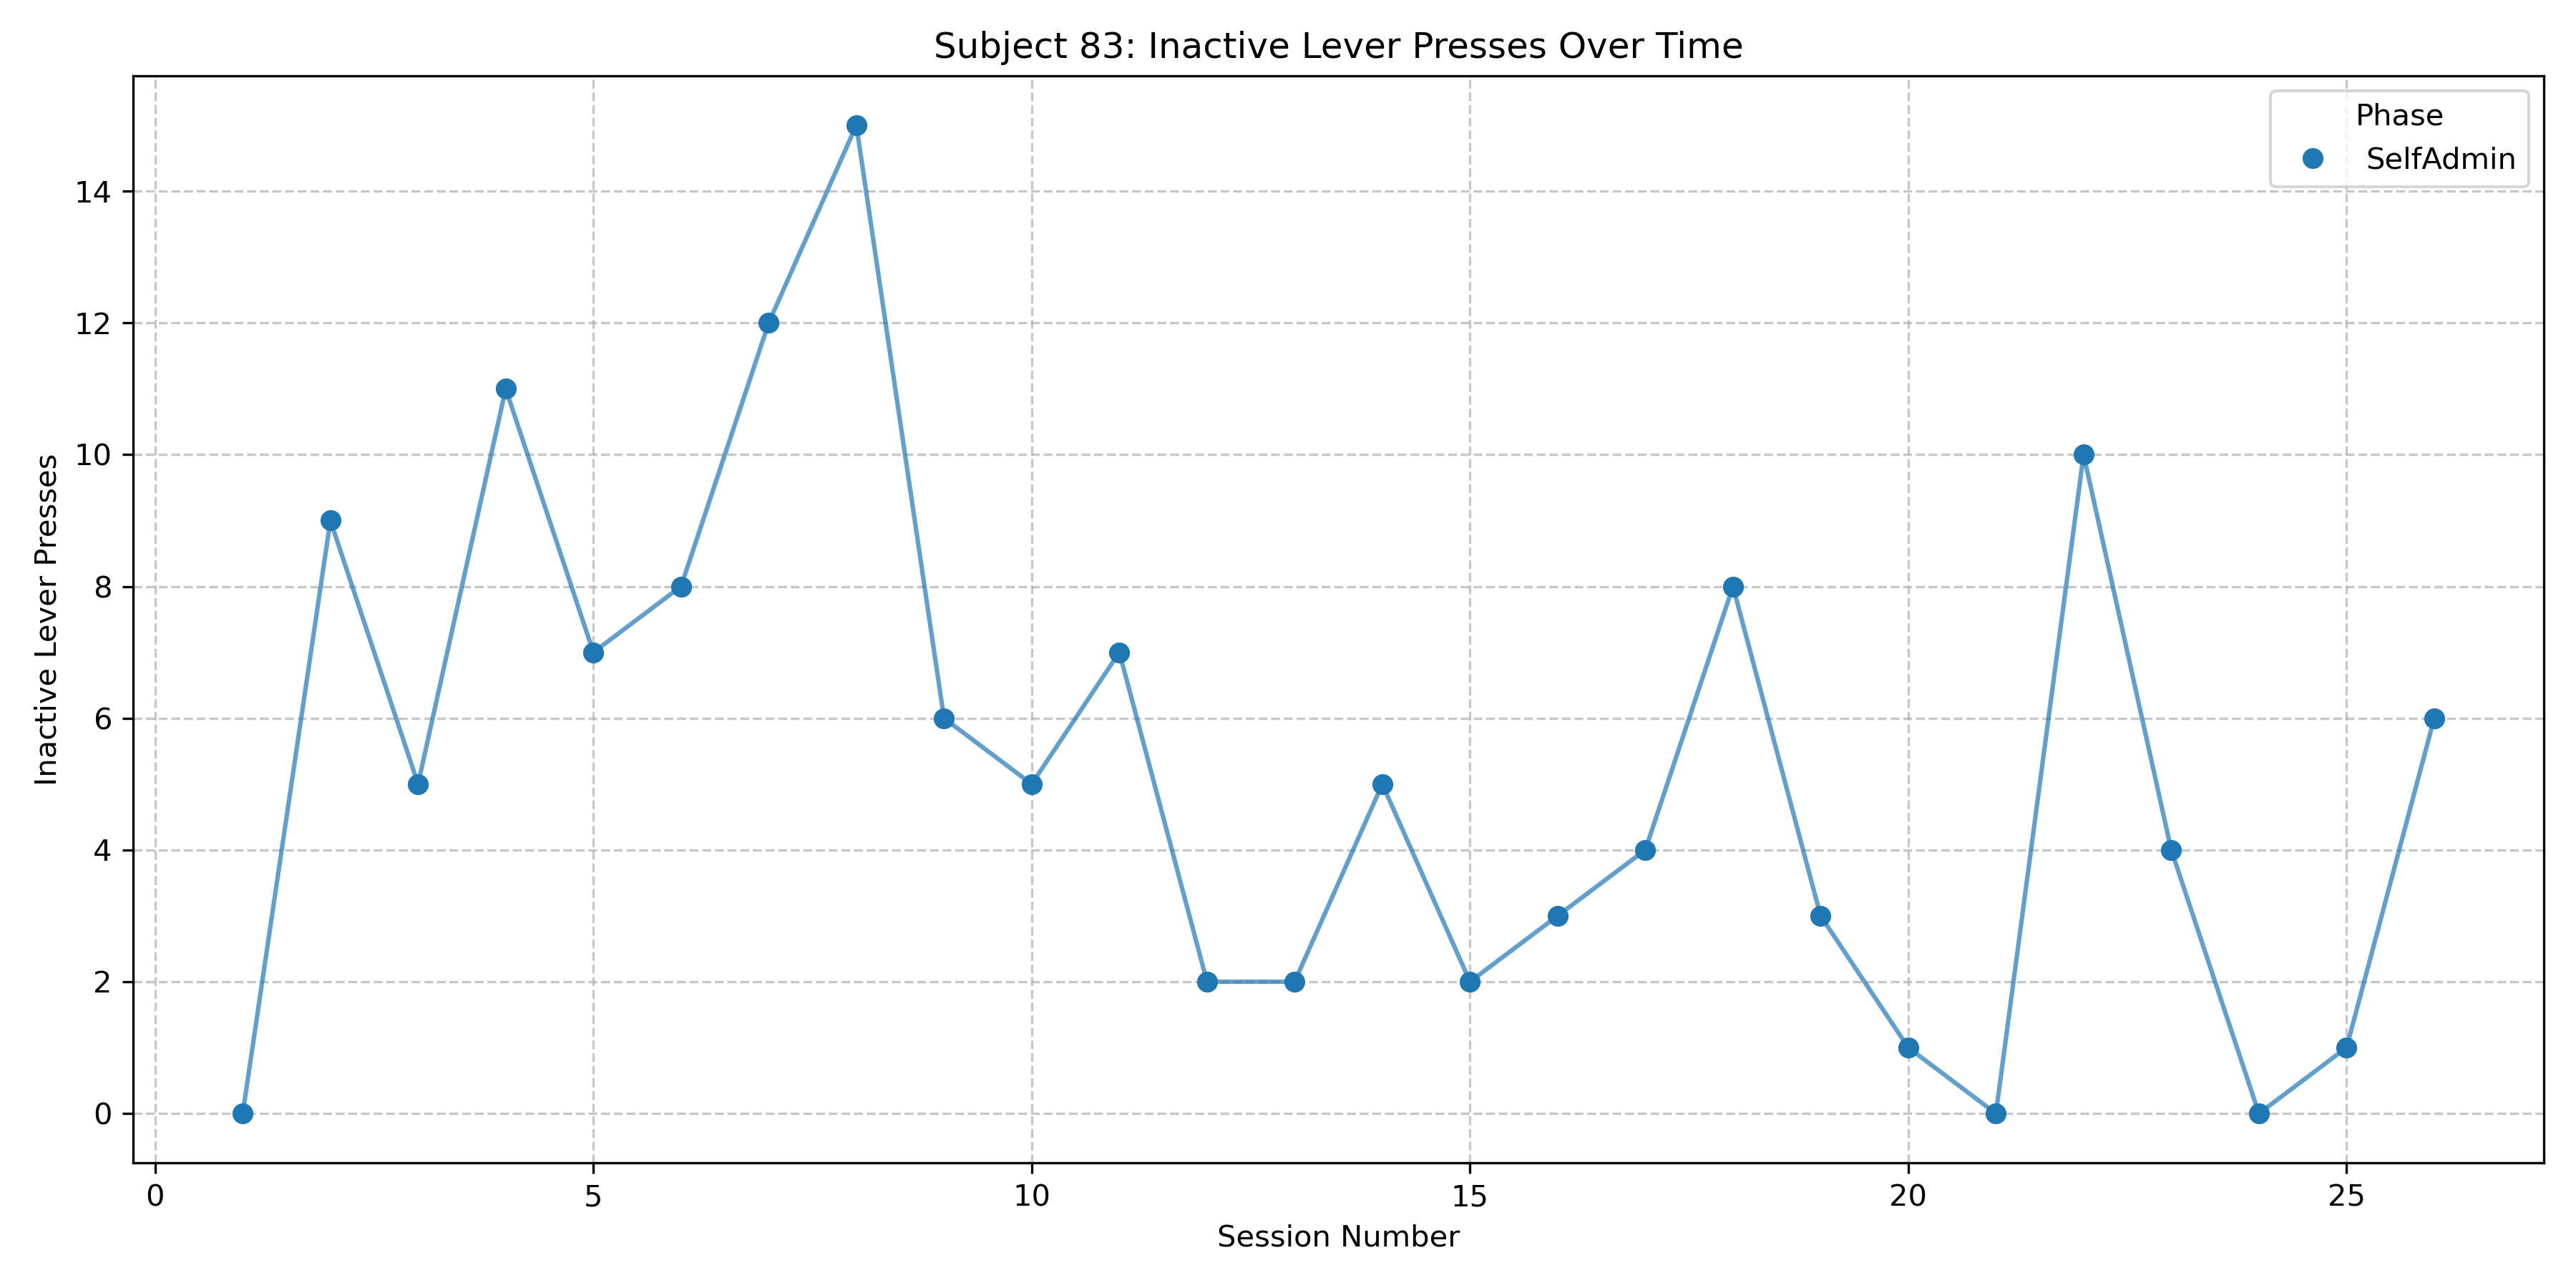 Subject 83: Inactive Lever Presses Over Time
Phase
SelfAdmin
14
12
10
8
6
4
2
0
Inactive Lever Presses
0 5 10 15 20 25
Session Number